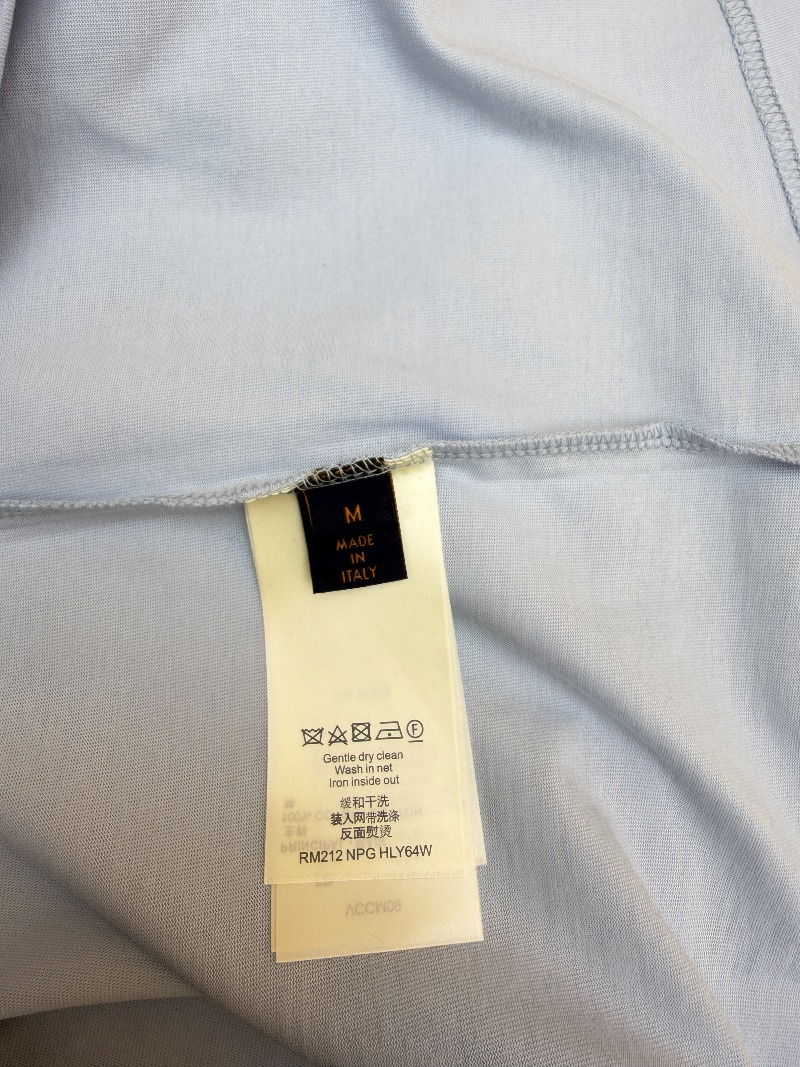 M
MADE
IN
ITALY
Gentle dry clean
Wash in net
Iron inside out
缓和干洗
装入网带洗涤
反面熨烫
RM212 NPG HLY64W
VCCM09